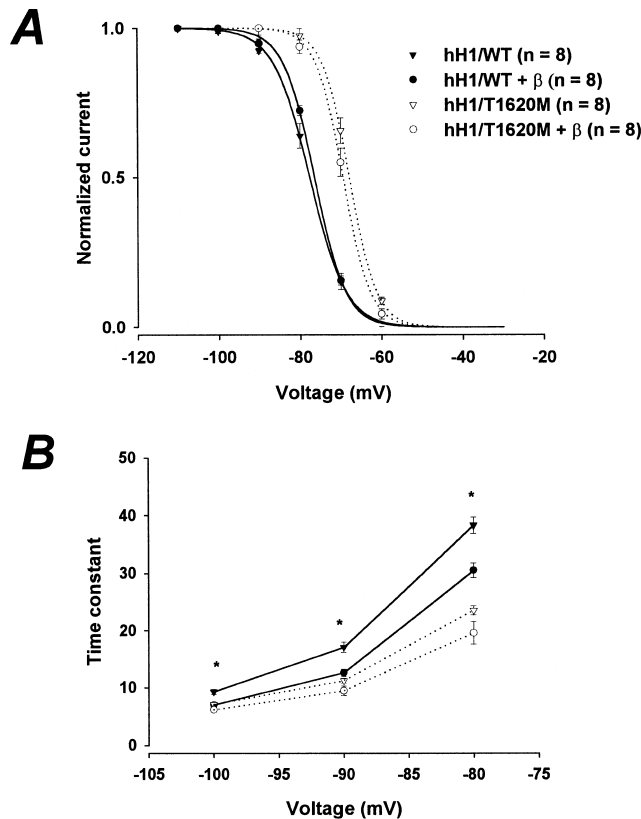 A
1.0
0.5
0.0
Normalized current
hH1/WT (n = 8)
hH1/WT + β (n = 8)
hH1/T1620M (n = 8)
hH1/T1620M + β (n = 8)
-120 -100 -80 -60 -40 -20
Voltage (mV)
B
50
40
30
20
10
0
Time constant
* * *
-105 -100 -95 -90 -85 -80 -75
Voltage (mV)